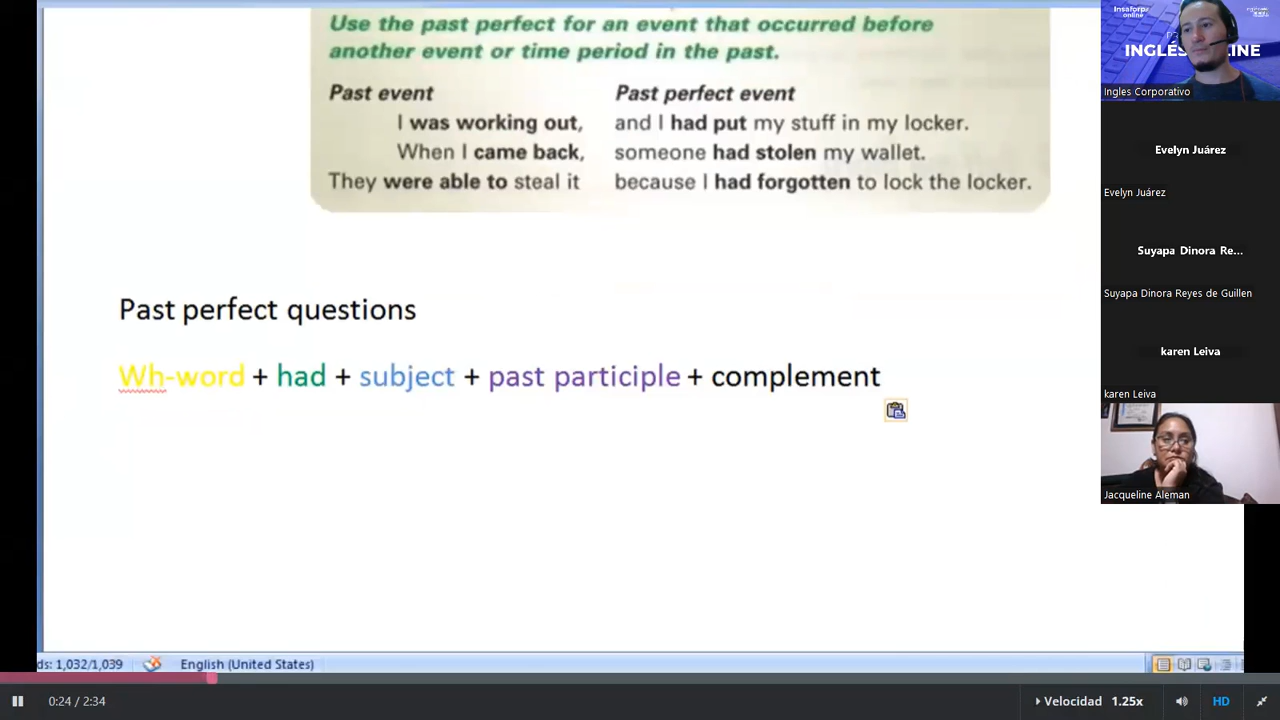 Use the past perfect for an event that occurred before
another event or time period in the past.
Past event Past perfect event
I was working out, and I had put my stuff in my locker.
When I came back, someone had stolen my wallet.
They were able to steal it because I had forgotten to lock the locker.
Past perfect questions
Wh-word + had + subject + past participle + complement
ds: 1,032/1,039 English (United States)
0:24 / 2:34 Velocidad 1.25x HD
Insaforp
online
INGLÉS INE
Ingles Corporativo
Evelyn Juárez
Evelyn Juárez
Suyapa Dinora Re...
Suyapa Dinora Reyes de Guillen
karen Leiva
karen Leiva
Jacqueline Aleman